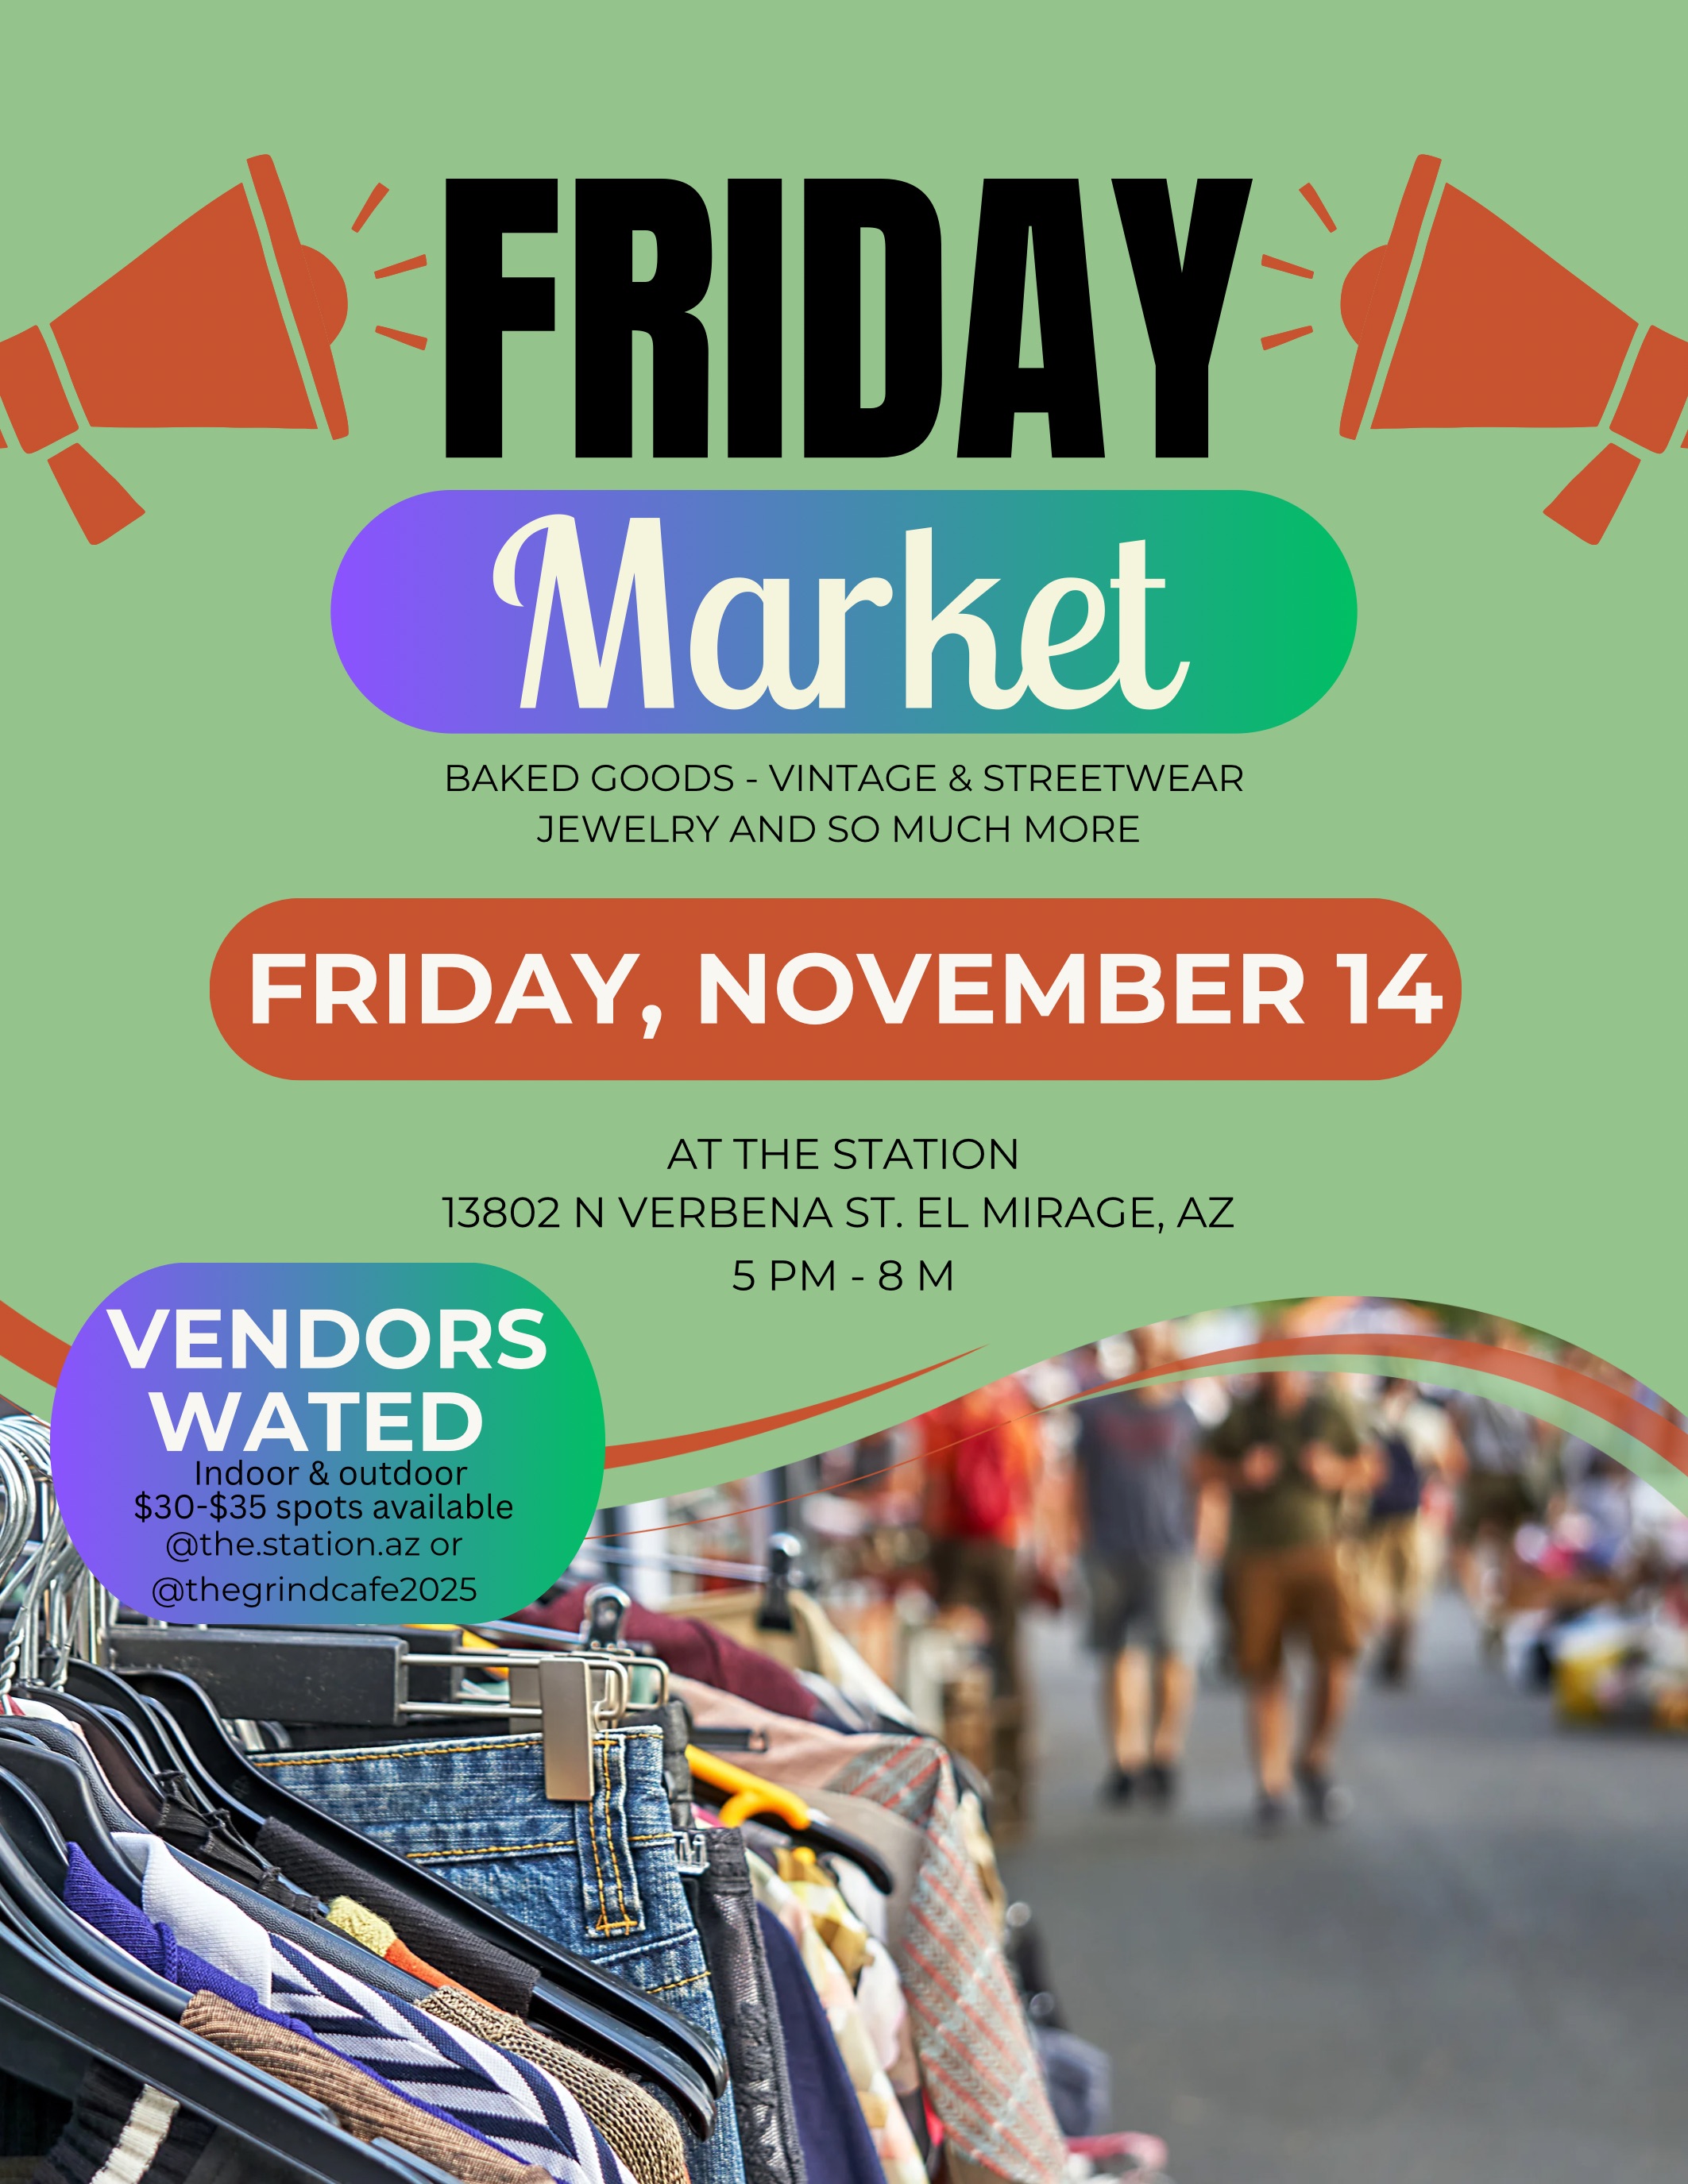 FRIDAY
Market
BAKED GOODS - VINTAGE & STREETWEAR
JEWELRY AND SO MUCH MORE
FRIDAY, NOVEMBER 14
AT THE STATION
13802 N VERBENA ST. EL MIRAGE, AZ
5 PM - 8 M
VENDORS
WATED
Indoor & outdoor
$30-$35 spots available
@the.station.az or
@thegrindcafe2025